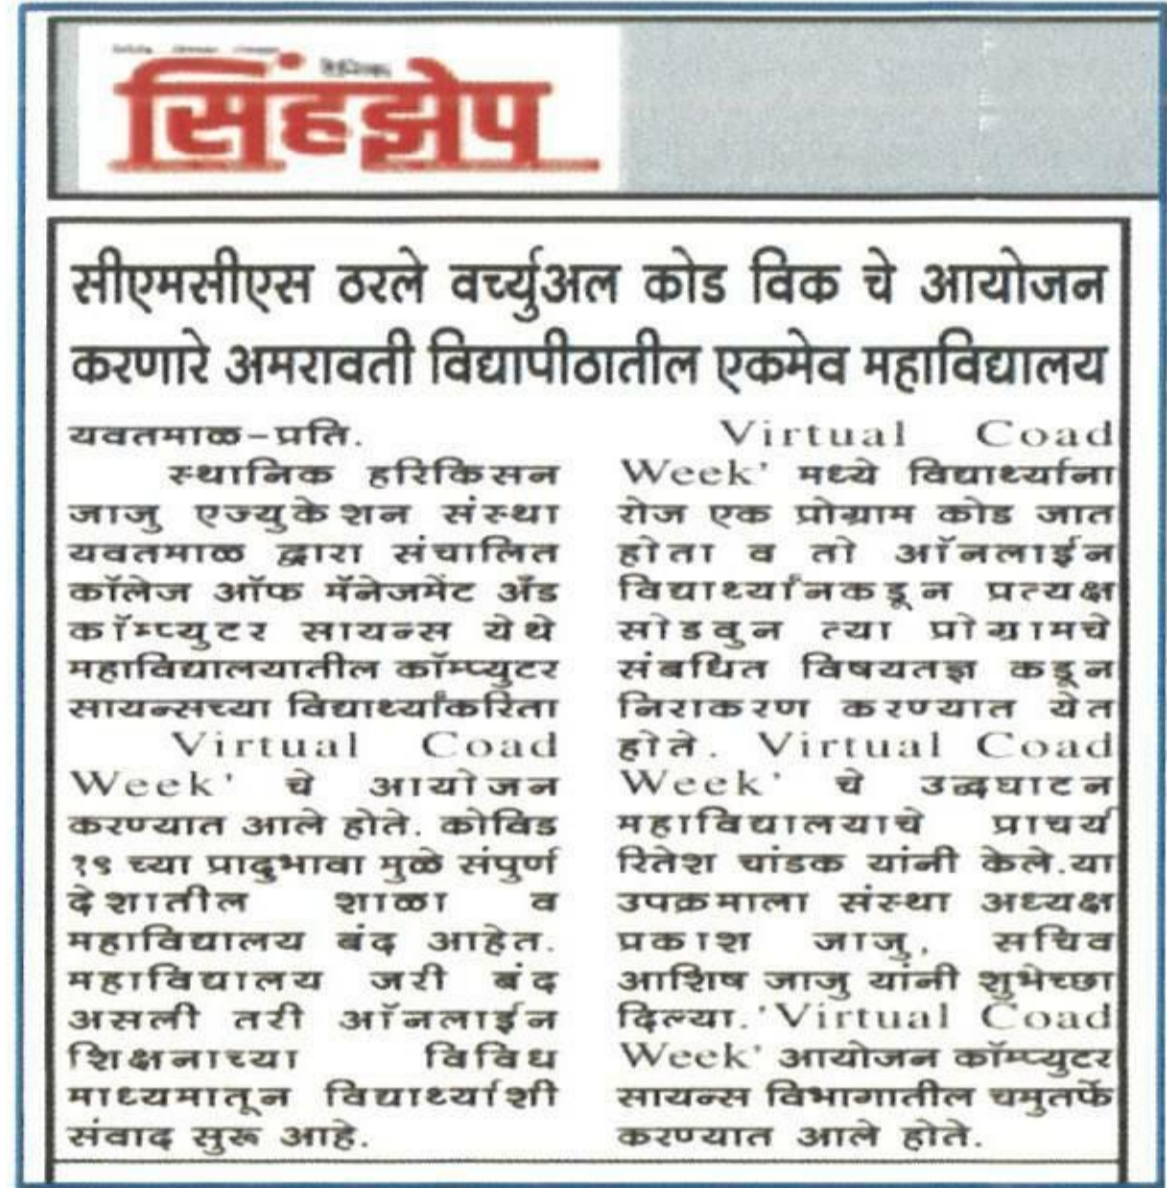 सिंहझेप
सीएमसीएस ठरले वर्च्युअल कोड विक चे आयोजन
करणारे अमरावती विद्यापीठातील एकमेव महाविद्यालय
यवतमाळ-प्रति.
स्थानिक हरिकिसन
जाजु एज्युकेशन संस्था
यवतमाळ द्वारा संचालित
कॉलेज ऑफ मॅनेजमेंट अँड
कॉम्प्युटर सायन्स येथे
महाविद्यालयातील कॉम्प्युटर
सायन्सच्या विद्यार्थ्यांकरिता
Virtual Coad
Week' चे आयोजन
करण्यात आले होते. कोविड
१९ च्या प्रादुभावा मुळे संपुर्ण
देशातील शाळा व
महाविद्यालय बंद आहेत.
महाविद्यालय जरी बंद
असली तरी ऑनलाईन
शिक्षनाच्या विविध
माध्यमातून विद्यार्थ्याशी
संवाद सुरू आहे.
Virtual Coad
Week' मध्ये विद्यार्थ्यांना
रोज एक प्रोग्राम कोड जात
होता व तो ऑनलाईन
विद्यार्थ्यांनकडून प्रत्यक्ष
सोडवुन त्या प्रोग्रामचे
संबधित विषयतज्ञ कडून
निराकरण करण्यात येत
होते. Virtual Coad
Week' चे उद्घघाटन
महाविद्यालयाचे प्राचर्य
रितेश चांडक यांनी केले.या
उपक्रमाला संस्था अध्यक्ष
प्रकाश जाजु, सचिव
आशिष जाजु यांनी शुभेच्छा
दिल्या.'Virtual Coad
Week' आयोजन कॉम्प्युटर
सायन्स विभागातील चमुतर्फे
करण्यात आले होते.